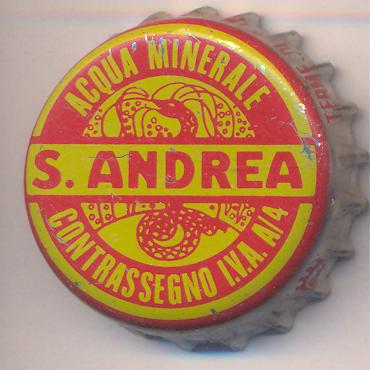 ACQUA MINERALE
S. ANDREA
CONTRASSEGNO I.V.A. A/4